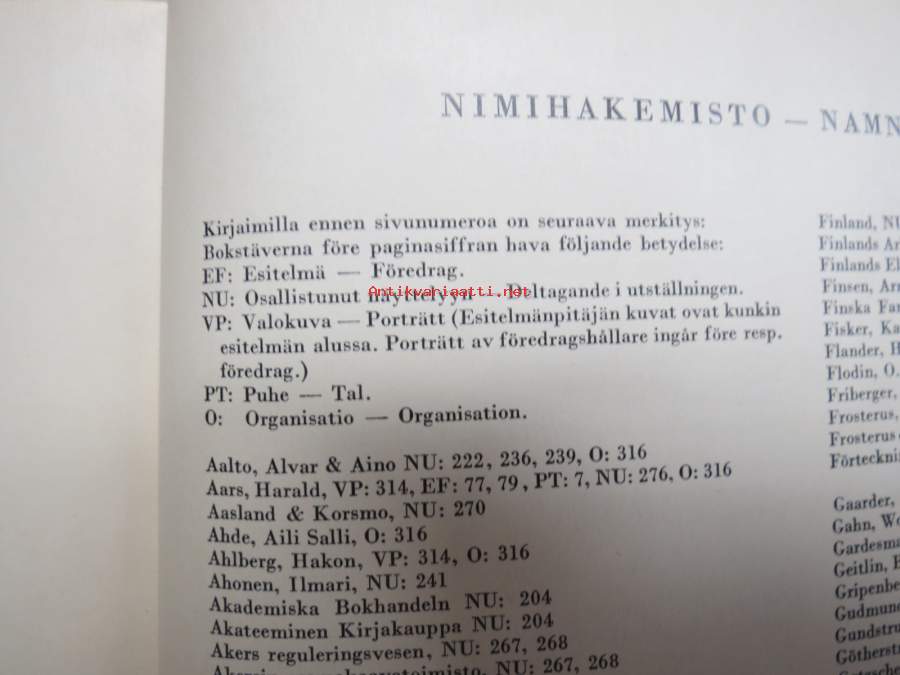 NIMIHAKEMISTO — NAMN
Kirjaimilla ennen sivunumeroa on seuraava merkitys:
Bokstäverna före paginasiffran hava följande betydelse:
EF: Esitelmä — Föredrag.
Antikvariaatti.net
NU: Osallistunut näyttelyyn — Deltagande i utställningen.
VP: Valokuva — Porträtt (Esitelmänpitäjän kuvat ovat kunkin
esitelmän alussa. Porträtt av föredragshållare ingår före resp.
föredrag.)
PT: Puhe — Tal.
O: Organisatio — Organisation.
Aalto, Alvar & Aino NU: 222, 236, 239, O: 316
Aars, Harald, VP: 314, EF: 77, 79, PT: 7, NU: 276, O: 316
Aasland & Korsmo, NU: 270
Ahde, Aili Salli, O: 316
Ahlberg, Hakon, VP: 314, O: 316
Ahonen, Ilmari, NU: 241
Akademiska Bokhandeln NU: 204
Akateeminen Kirjakauppa NU: 204
Akers reguleringsvesen, NU: 267, 268
NU: 267, 268
Finland, NU
Finlands Ar
Finlands El
Finsen, Arn
Finska Far
Fisker, Ka
Flander, H
Flodin, O.
Friberger,
Frosterus,
Frosterus
Förteckni
Gaarder,
Gahn, Wo
Gardesma
Geitlin, E
Gripenbe
Gudmund
Gundstru
Götherstr